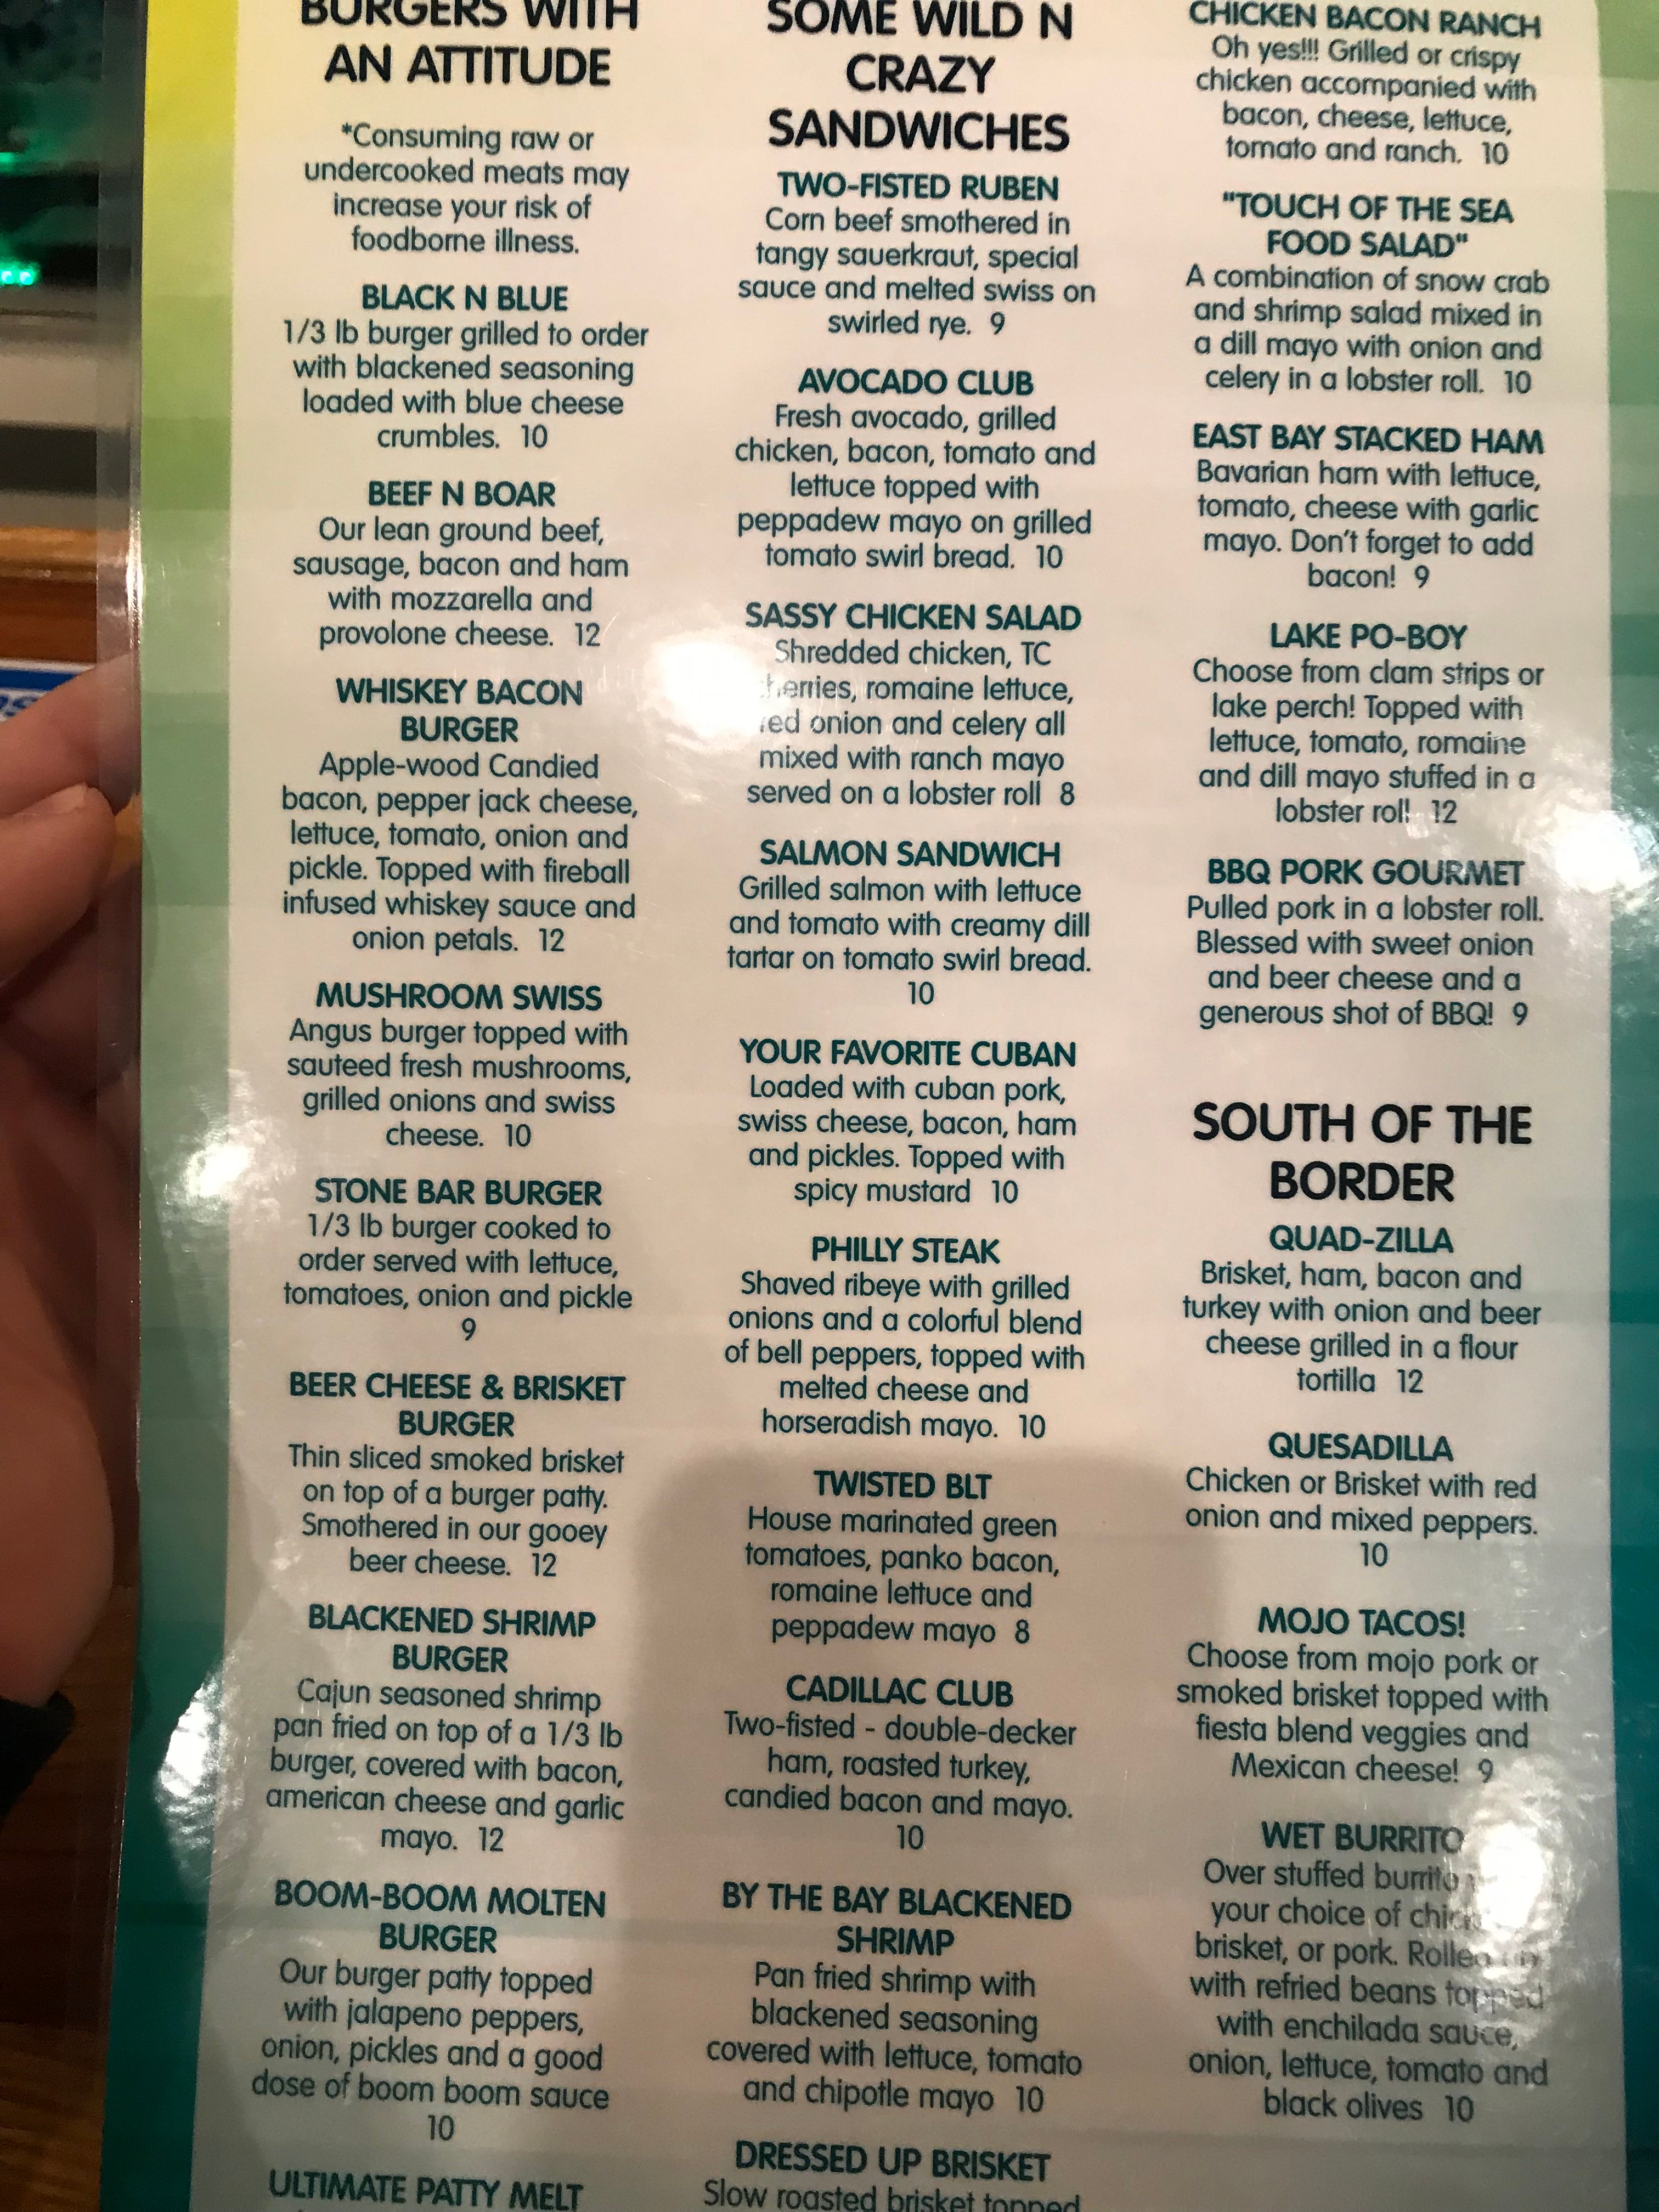 BURGERS WITH
AN ATTITUDE
*Consuming raw or
undercooked meats may
increase your risk of
foodborne illness.
BLACK N BLUE
1/3 lb burger grilled to order
with blackened seasoning
loaded with blue cheese
crumbles. 10
BEEF N BOAR
Our lean ground beef,
sausage, bacon and ham
with mozzarella and
provolone cheese. 12
WHISKEY BACON
BURGER
Apple-wood Candied
bacon, pepper jack cheese,
lettuce, tomato, onion and
pickle. Topped with fireball
infused whiskey sauce and
onion petals. 12
MUSHROOM SWISS
Angus burger topped with
sauteed fresh mushrooms,
grilled onions and swiss
cheese. 10
STONE BAR BURGER
1/3 lb burger cooked to
order served with lettuce,
tomatoes, onion and pickle
9
BEER CHEESE & BRISKET
BURGER
Thin sliced smoked brisket
on top of a burger patty.
Smothered in our gooey
beer cheese. 12
BLACKENED SHRIMP
BURGER
Cajun seasoned shrimp
pan fried on top of a 1/3 lb
burger, covered with bacon,
american cheese and garlic
mayo. 12
BOOM-BOOM MOLTEN
BURGER
Our burger patty topped
with jalapeno peppers,
onion, pickles and a good
dose of boom boom sauce
10
ULTIMATE PATTY MELT
SOME WILD N
CRAZY
SANDWICHES
TWO-FISTED RUBEN
Corn beef smothered in
tangy sauerkraut, special
sauce and melted swiss on
swirled rye. 9
AVOCADO CLUB
Fresh avocado, grilled
chicken, bacon, tomato and
lettuce topped with
peppadew mayo on grilled
tomato swirl bread. 10
SASSY CHICKEN SALAD
Shredded chicken, TC
cherries, romaine lettuce,
red onion and celery all
mixed with ranch mayo
served on a lobster roll 8
SALMON SANDWICH
Grilled salmon with lettuce
and tomato with creamy dill
tartar on tomato swirl bread.
10
YOUR FAVORITE CUBAN
Loaded with cuban pork,
swiss cheese, bacon, ham
and pickles. Topped with
spicy mustard 10
PHILLY STEAK
Shaved ribeye with grilled
onions and a colorful blend
of bell peppers, topped with
melted cheese and
horseradish mayo. 10
TWISTED BLT
House marinated green
tomatoes, panko bacon,
romaine lettuce and
peppadew mayo 8
CADILLAC CLUB
Two-fisted - double-decker
ham, roasted turkey,
candied bacon and mayo.
10
BY THE BAY BLACKENED
SHRIMP
Pan fried shrimp with
blackened seasoning
covered with lettuce, tomato
and chipotle mayo 10
DRESSED UP BRISKET
Slow roasted brisket topped
CHICKEN BACON RANCH
Oh yes!!! Grilled or crispy
chicken accompanied with
bacon, cheese, lettuce,
tomato and ranch. 10
"TOUCH OF THE SEA
FOOD SALAD"
A combination of snow crab
and shrimp salad mixed in
a dill mayo with onion and
celery in a lobster roll. 10
EAST BAY STACKED HAM
Bavarian ham with lettuce,
tomato, cheese with garlic
mayo. Don't forget to add
bacon! 9
LAKE PO-BOY
Choose from clam strips or
lake perch! Topped with
lettuce, tomato, romaine
and dill mayo stuffed in a
lobster roll 12
BBQ PORK GOURMET
Pulled pork in a lobster roll.
Blessed with sweet onion
and beer cheese and a
generous shot of BBQ! 9
SOUTH OF THE
BORDER
QUAD-ZILLA
Brisket, ham, bacon and
turkey with onion and beer
cheese grilled in a flour
tortilla 12
QUESADILLA
Chicken or Brisket with red
onion and mixed peppers.
10
MOJO TACOS!
Choose from mojo pork or
smoked brisket topped with
fiesta blend veggies and
Mexican cheese! 9
WET BURRITO
Over stuffed burrito
your choice of
brisket, or pork. Rolled up
with refried beans topped
with enchilada sauce,
onion, lettuce, tomato and
black olives 10